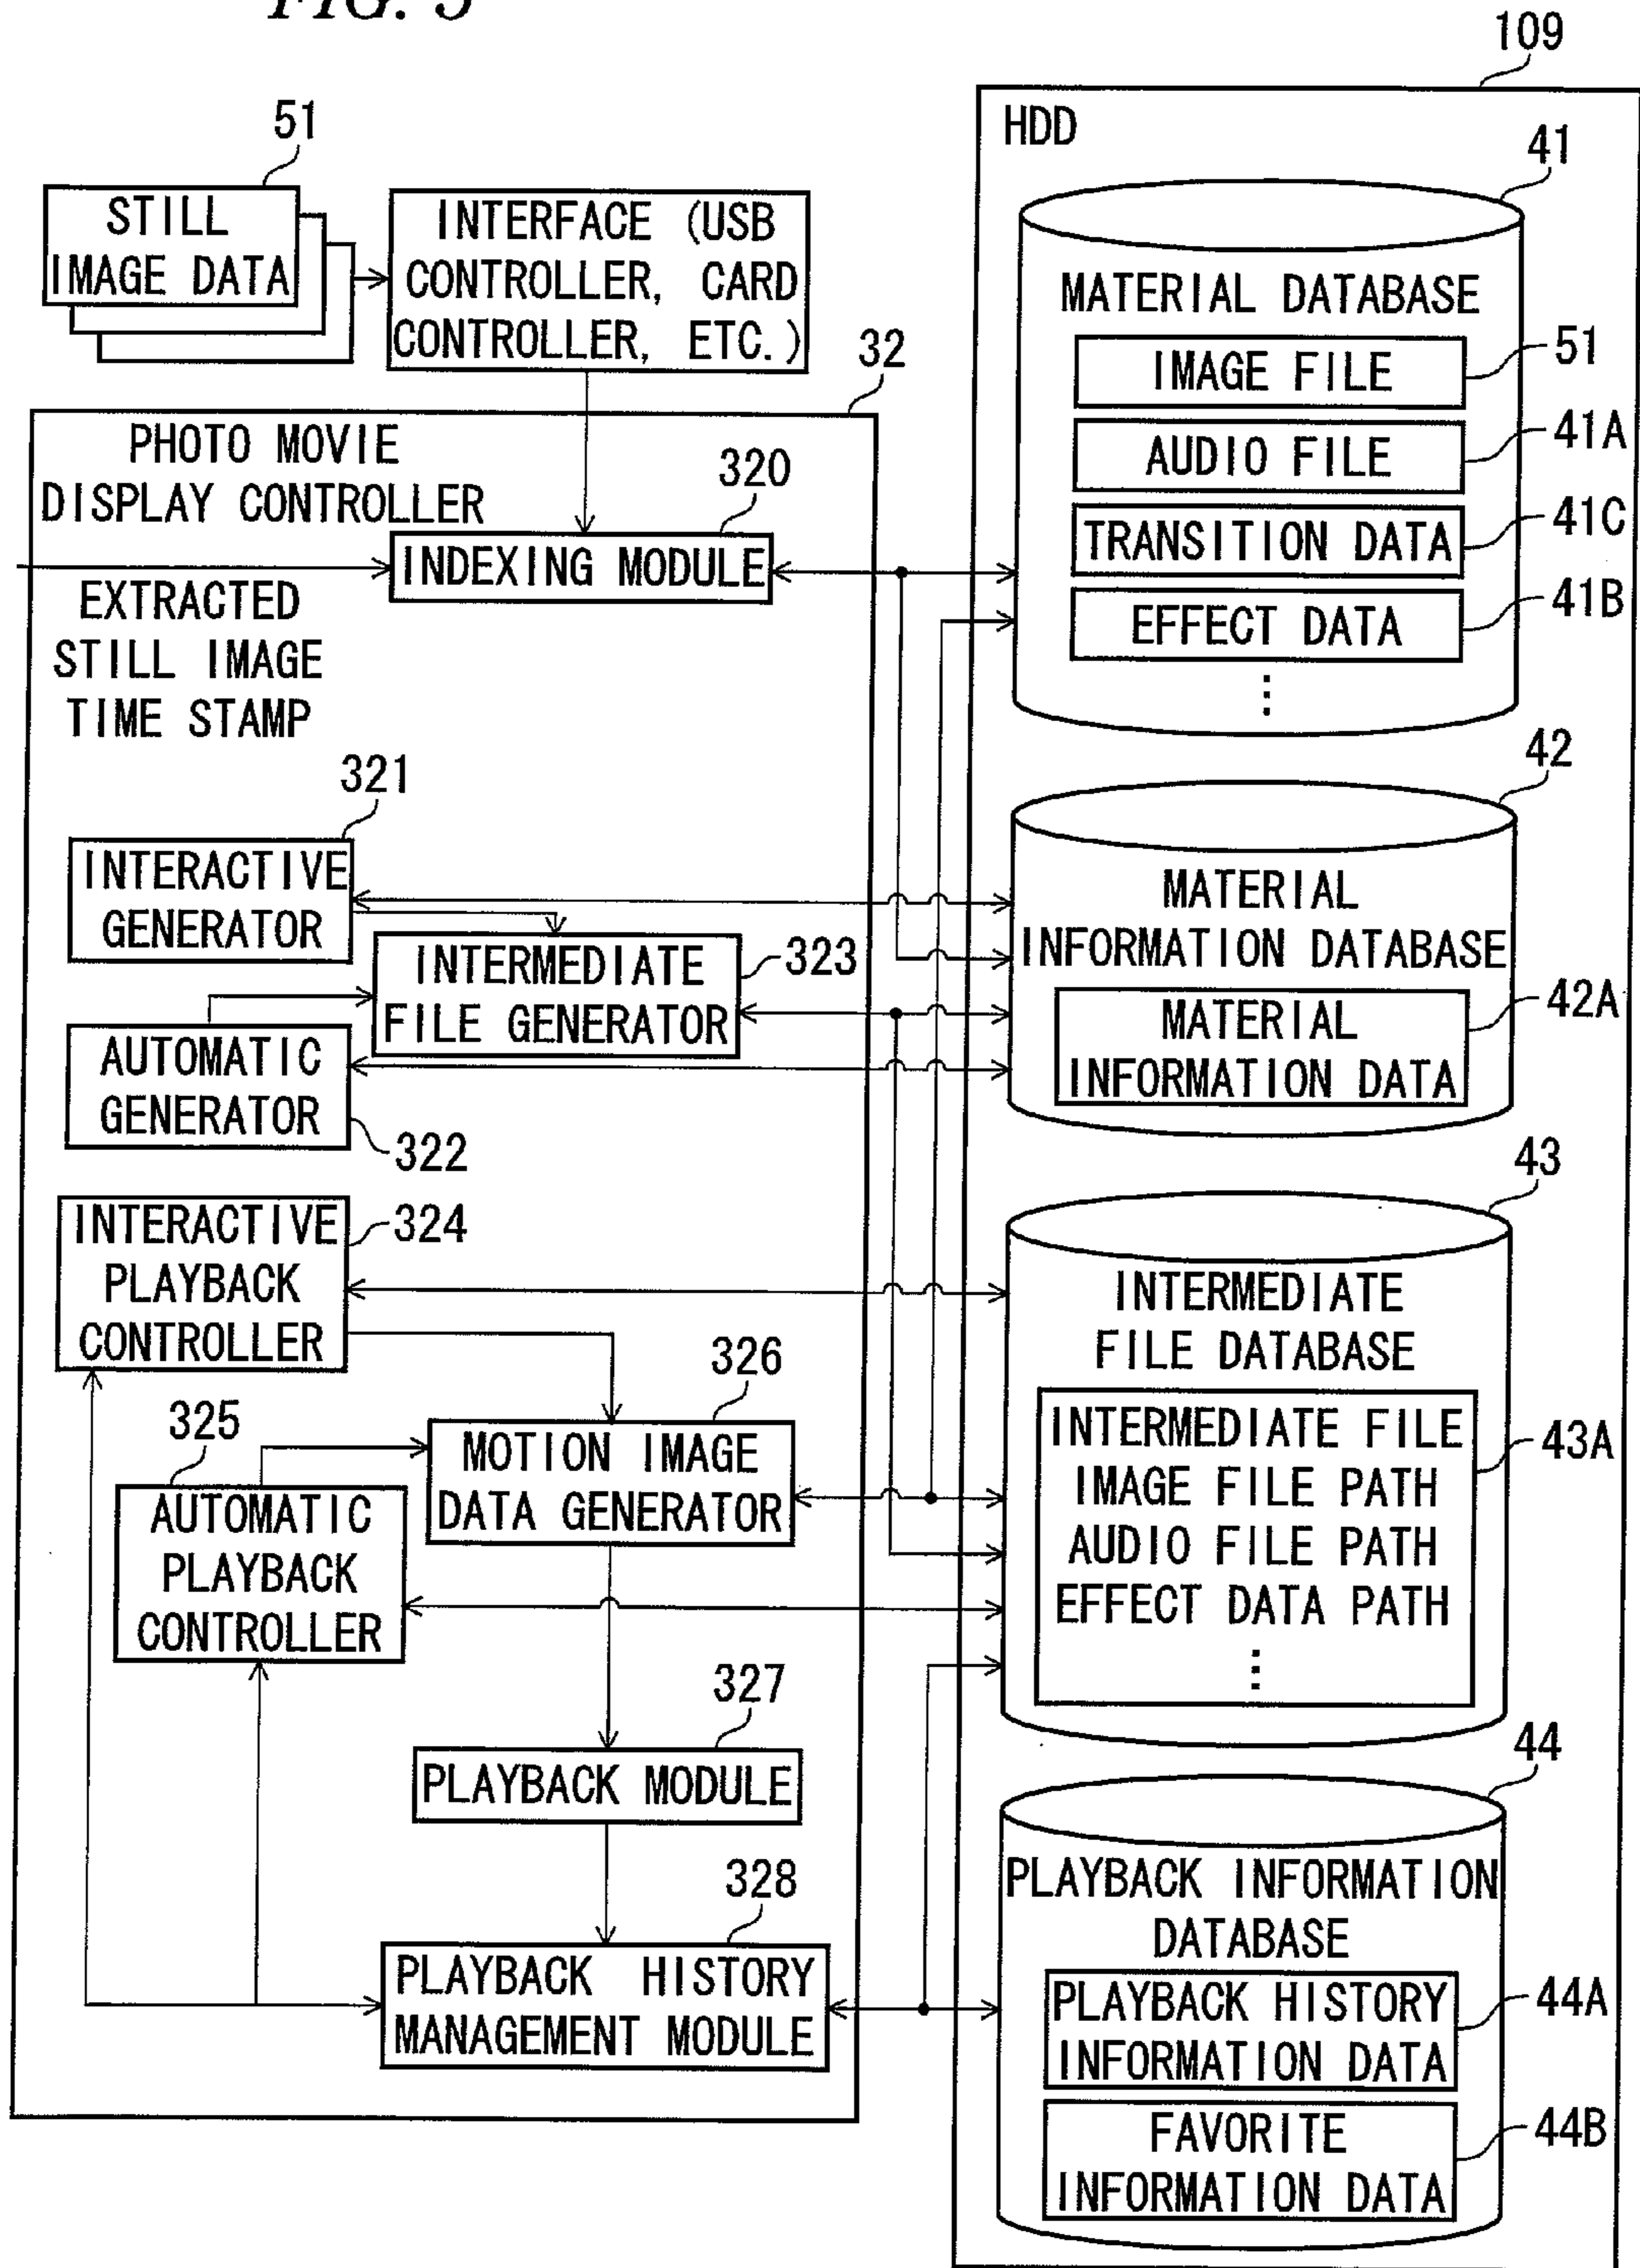 FIG. 5
109
HDD
51
STILL
IMAGE DATA
INTERFACE (USB
CONTROLLER, CARD
CONTROLLER, ETC.)
32
PHOTO MOVIE
DISPLAY CONTROLLER
320
INDEXING MODULE
EXTRACTED
STILL IMAGE
TIME STAMP
321
INTERACTIVE
GENERATOR
INTERMEDIATE
FILE GENERATOR
323
AUTOMATIC
GENERATOR
322
INTERACTIVE
PLAYBACK
CONTROLLER
324
326
MOTION IMAGE
DATA GENERATOR
325
AUTOMATIC
PLAYBACK
CONTROLLER
327
PLAYBACK MODULE
328
PLAYBACK HISTORY
MANAGEMENT MODULE
41
MATERIAL DATABASE
IMAGE FILE
51
AUDIO FILE
41A
TRANSITION DATA
41C
EFFECT DATA
41B
42
MATERIAL
INFORMATION DATABASE
MATERIAL
INFORMATION DATA
42A
43
INTERMEDIATE
FILE DATABASE
INTERMEDIATE FILE
IMAGE FILE PATH
AUDIO FILE PATH
EFFECT DATA PATH
43A
44
PLAYBACK INFORMATION
DATABASE
PLAYBACK HISTORY
INFORMATION DATA
44A
FAVORITE
INFORMATION DATA
44B